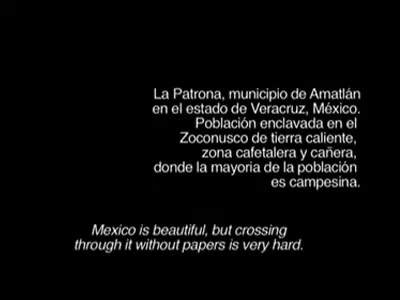 La Patrona, municipio de Amatlán
en el estado de Veracruz, México.
Población enclavada en el
Zoconusco de tierra caliente,
zona cafetalera y cañera,
donde la mayoria de la población
es campesina.
Mexico is beautiful, but crossing
through it without papers is very hard.